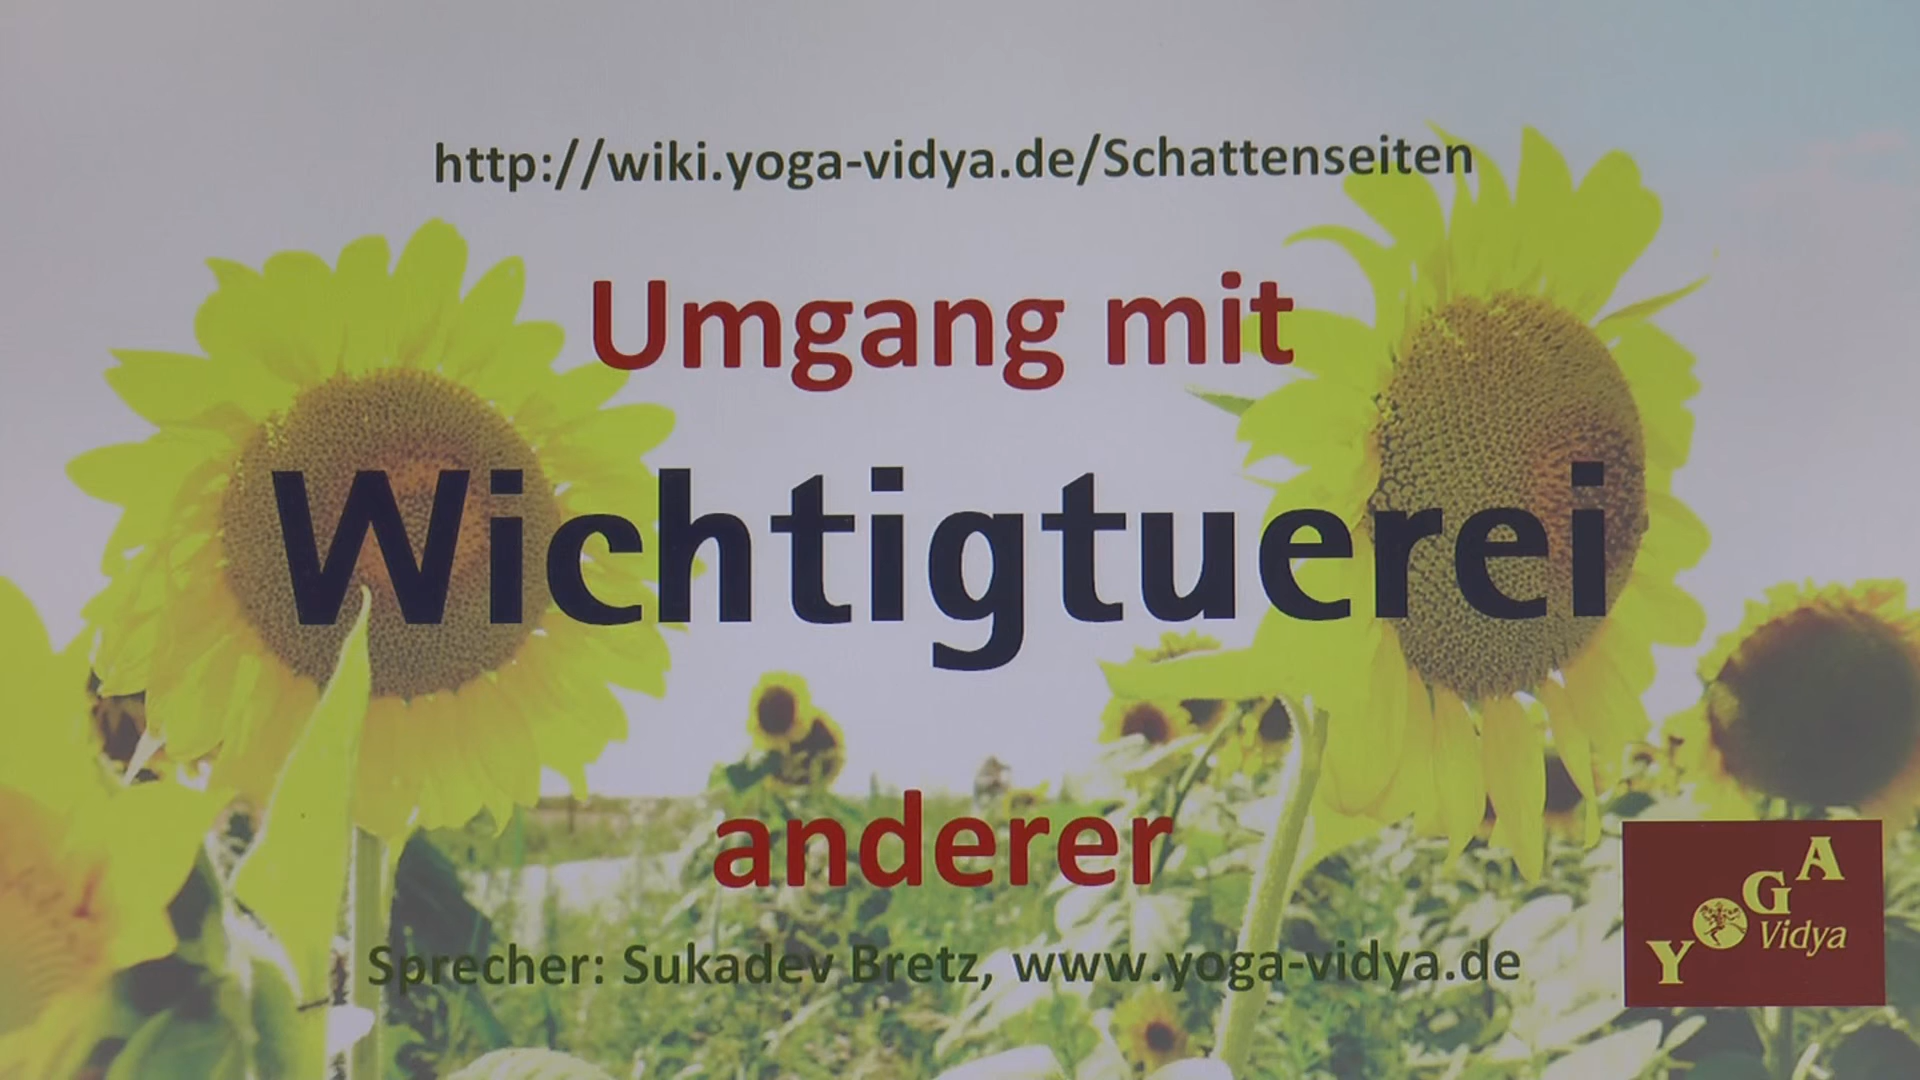 http://wiki.yoga-vidya.de/Schattenseiten
Umgang mit
Wichtigtuerei
anderer
Sprecher: Sukadev Bretz, www.yoga-vidya.de
YOGA
Vidya